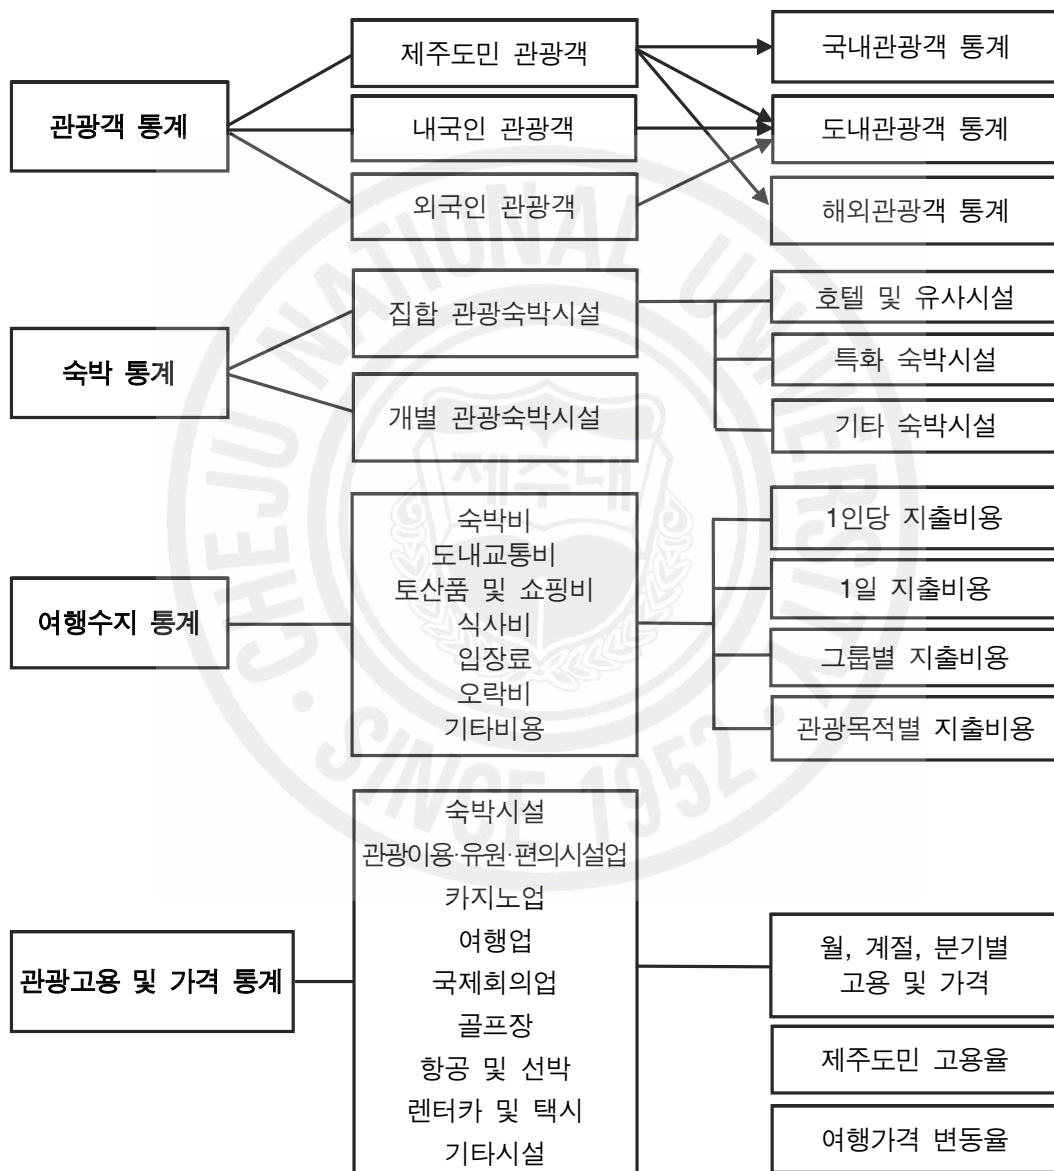 제주도민 관광객
국내관광객 통계
관광객 통계
내국인 관광객
도내관광객 통계
외국인 관광객
해외관광객 통계
집합 관광숙박시설
호텔 및 유사시설
숙박 통계
특화 숙박시설
개별 관광숙박시설
기타 숙박시설
숙박비
도내교통비
토산품 및 쇼핑비
식사비
입장료
오락비
기타비용
1인당 지출비용
1일 지출비용
여행수지 통계
그룹별 지출비용
관광목적별 지출비용
숙박시설
관광이용·유원·편의시설업
카지노업
여행업
국제회의업
골프장
항공 및 선박
렌터카 및 택시
기타시설
관광고용 및 가격 통계
월, 계절, 분기별
고용 및 가격
제주도민 고용율
여행가격 변동율
CHEJU NATIONAL UNIVERSITY
제주대
SINCE 1952